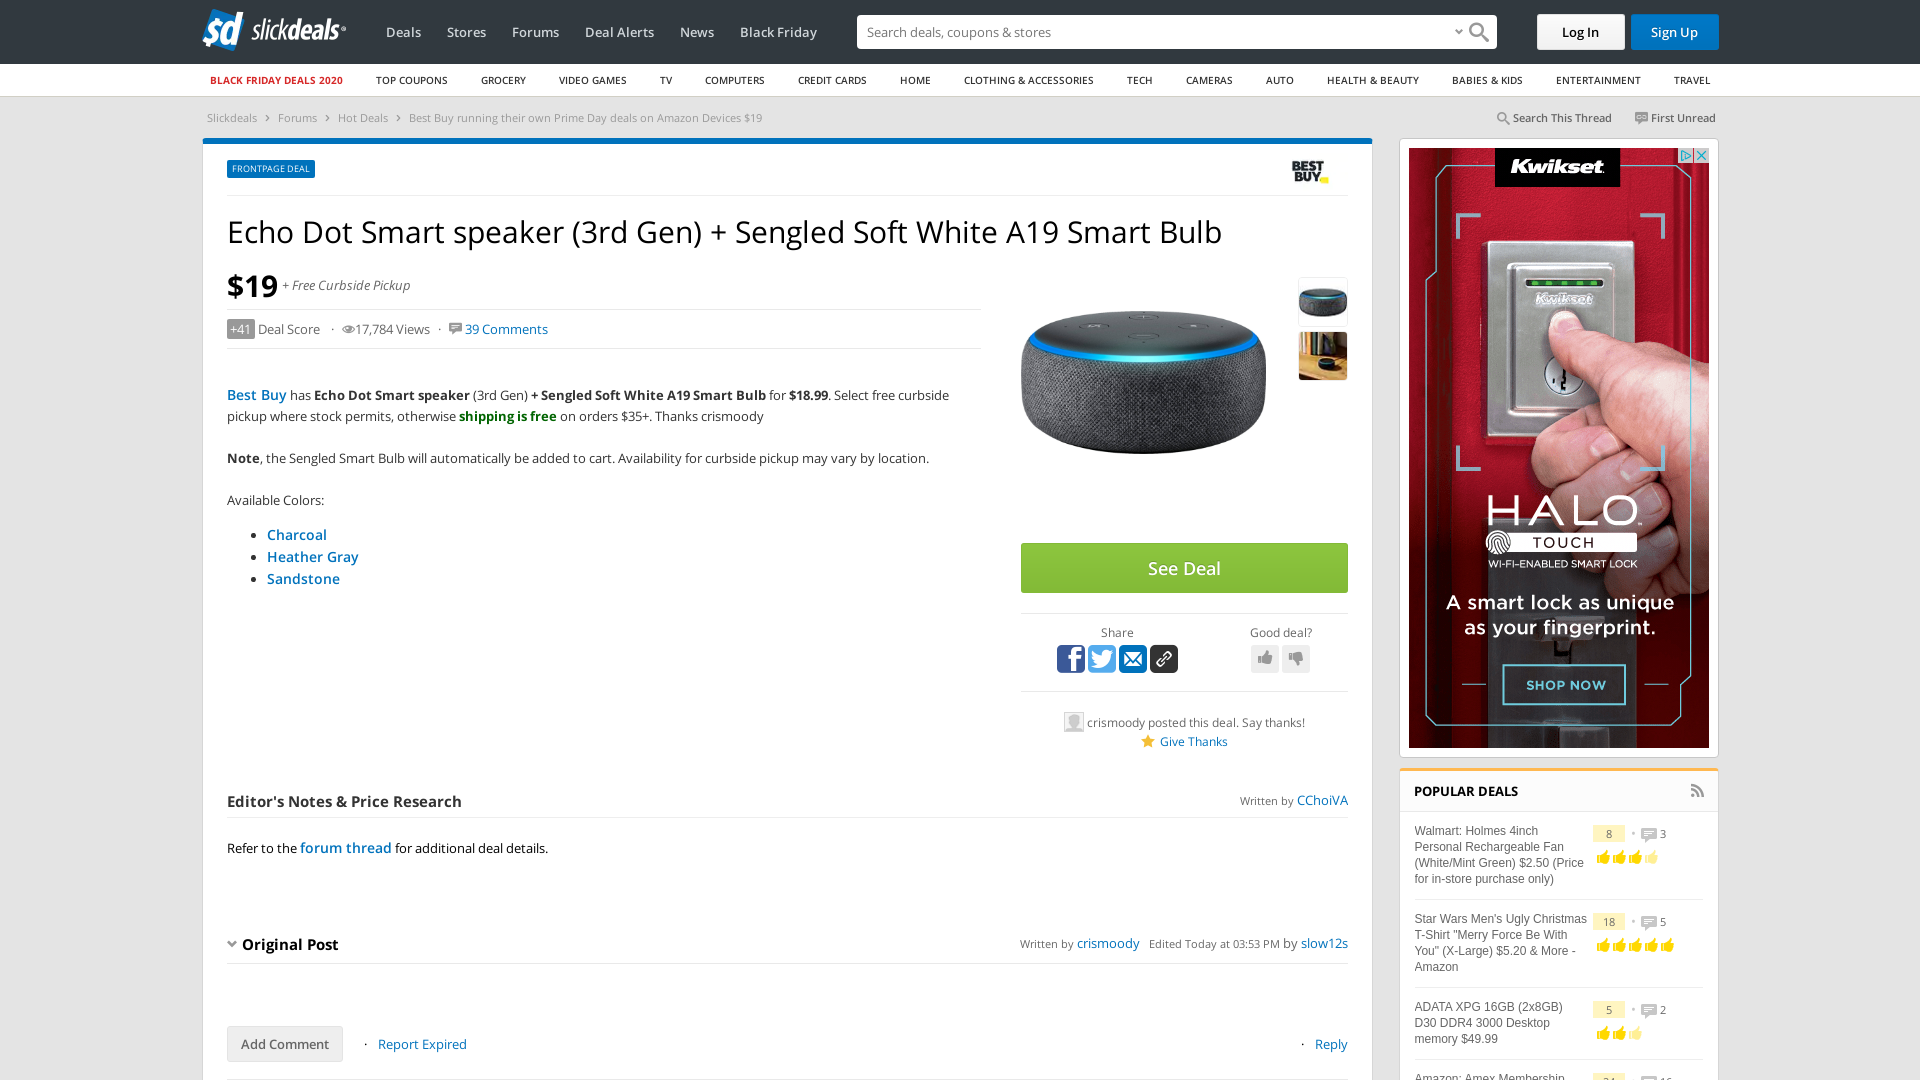 sd slickdeals
Deals Stores Forums Deal Alerts News Black Friday
Search deals, coupons & stores
Log In
Sign Up
BLACK FRIDAY DEALS 2020 TOP COUPONS GROCERY VIDEO GAMES TV COMPUTERS CREDIT CARDS HOME CLOTHING & ACCESSORIES TECH CAMERAS AUTO HEALTH & BEAUTY BABIES & KIDS ENTERTAINMENT TRAVEL
Slickdeals › Forums › Hot Deals › Best Buy running their own Prime Day deals on Amazon Devices $19
Search This Thread First Unread
FRONTPAGE DEAL
BEST
BUY
Echo Dot Smart speaker (3rd Gen) + Sengled Soft White A19 Smart Bulb
$19 + Free Curbside Pickup
+41 Deal Score · 17,784 Views · 39 Comments
Best Buy has Echo Dot Smart speaker (3rd Gen) + Sengled Soft White A19 Smart Bulb for $18.99. Select free curbside
pickup where stock permits, otherwise shipping is free on orders $35+. Thanks crismoody
Note, the Sengled Smart Bulb will automatically be added to cart. Availability for curbside pickup may vary by location.
Available Colors:
Charcoal
Heather Gray
Sandstone
See Deal
Share
Good deal?
crismoody posted this deal. Say thanks!
Give Thanks
Editor's Notes & Price Research
Written by CChoiVA
Refer to the forum thread for additional deal details.
Original Post
Written by crismoody Edited Today at 03:53 PM by slow12s
Add Comment · Report Expired
· Reply
Kwikset
Kwikset
HALO
TOUCH
WI-FI-ENABLED SMART LOCK
A smart lock as unique
as your fingerprint.
SHOP NOW
POPULAR DEALS
Walmart: Holmes 4inch
Personal Rechargeable Fan
(White/Mint Green) $2.50 (Price
for in-store purchase only)
8 • 3
Star Wars Men's Ugly Christmas
T-Shirt "Merry Force Be With
You" (X-Large) $5.20 & More -
Amazon
18 • 5
ADATA XPG 16GB (2x8GB)
D30 DDR4 3000 Desktop
memory $49.99
5 • 2
Amazon: Amex Membership